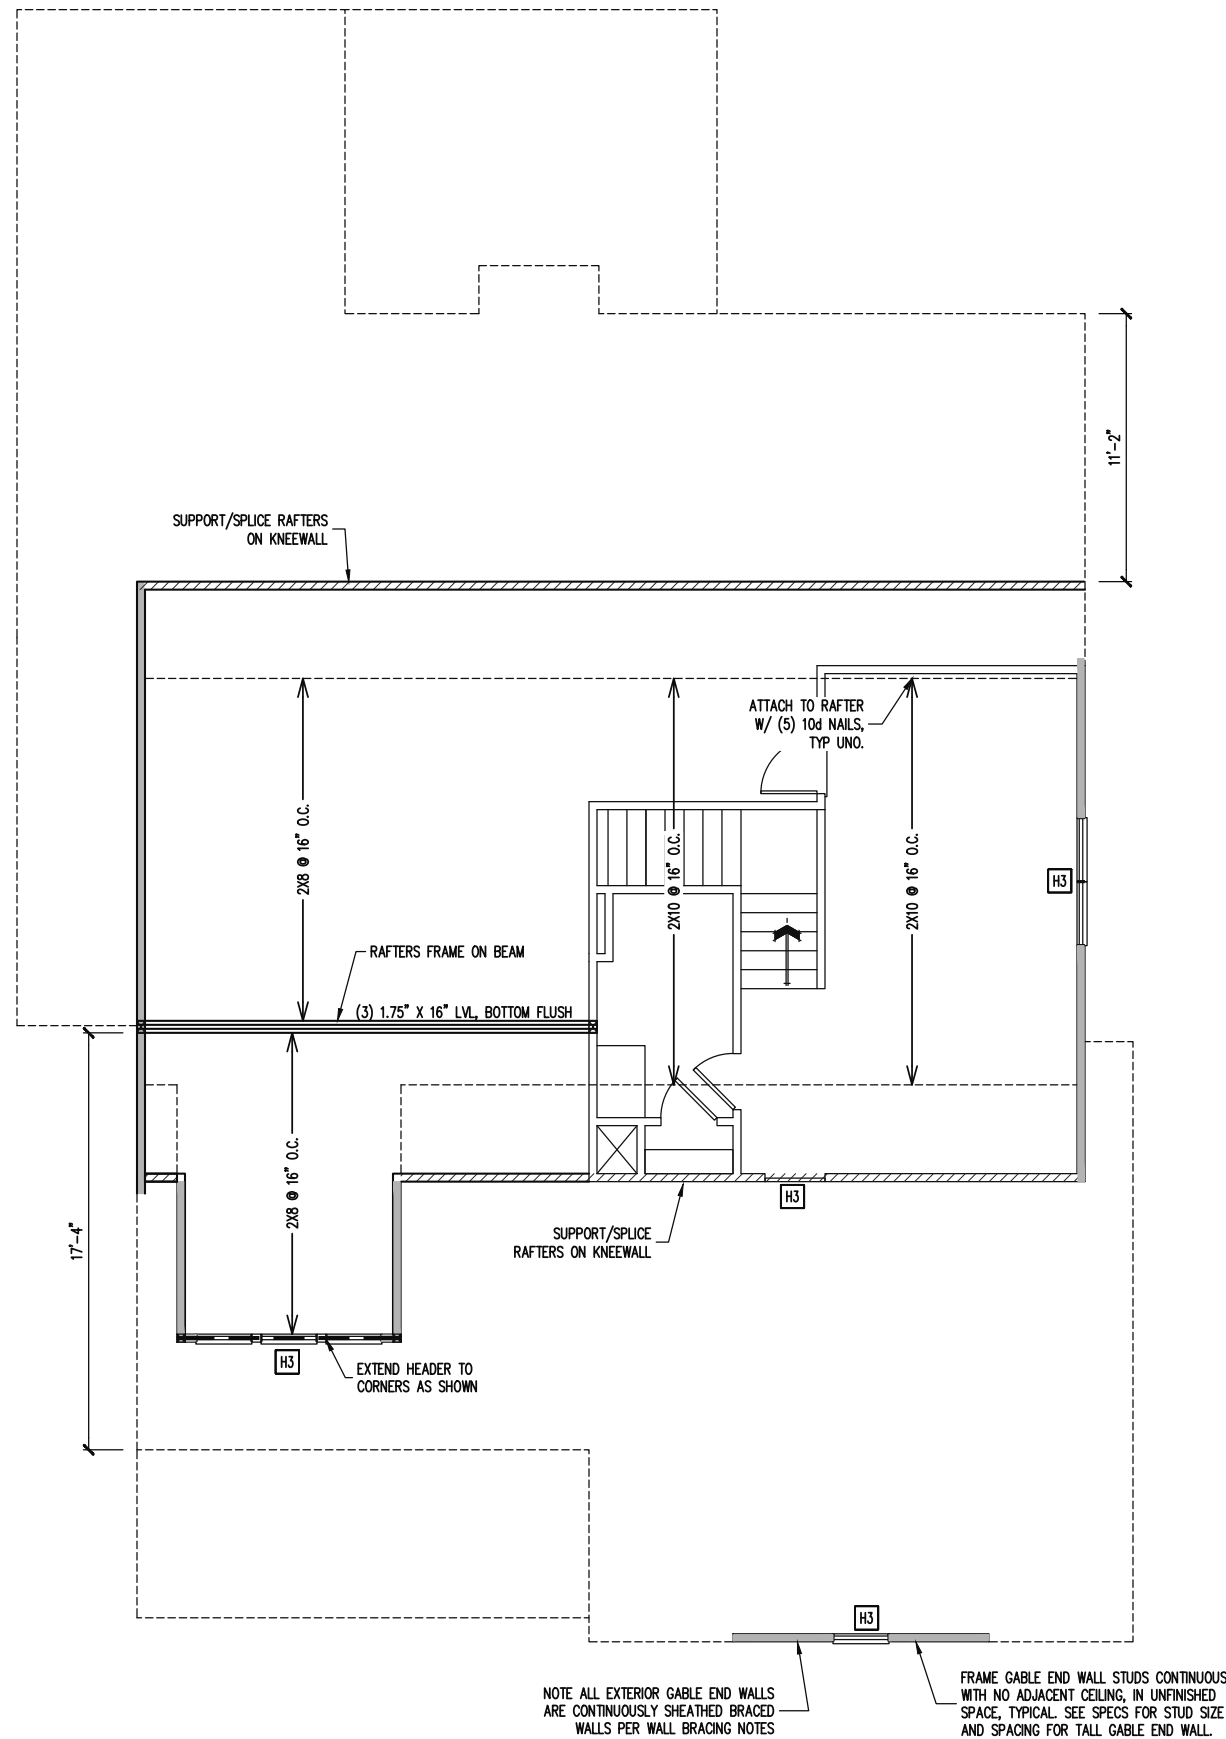 11'-2"
SUPPORT/SPLICE RAFTERS
ON KNEEWALL
ATTACH TO RAFTER
W/ (5) 10d NAILS,
TYP UNO.
2X8 @ 16" O.C.
2X10 @ 16" O.C.
2X10 @ 16" O.C.
H3
RAFTERS FRAME ON BEAM
(3) 1.75" X 16" LVL, BOTTOM FLUSH
2X8 @ 16" O.C.
17'-4"
H3
SUPPORT/SPLICE
RAFTERS ON KNEEWALL
H3
EXTEND HEADER TO
CORNERS AS SHOWN
H3
NOTE ALL EXTERIOR GABLE END WALLS
ARE CONTINUOUSLY SHEATHED BRACED
WALLS PER WALL BRACING NOTES
FRAME GABLE END WALL STUDS CONTINUOUS
WITH NO ADJACENT CEILING, IN UNFINISHED
SPACE, TYPICAL. SEE SPECS FOR STUD SIZE
AND SPACING FOR TALL GABLE END WALL.